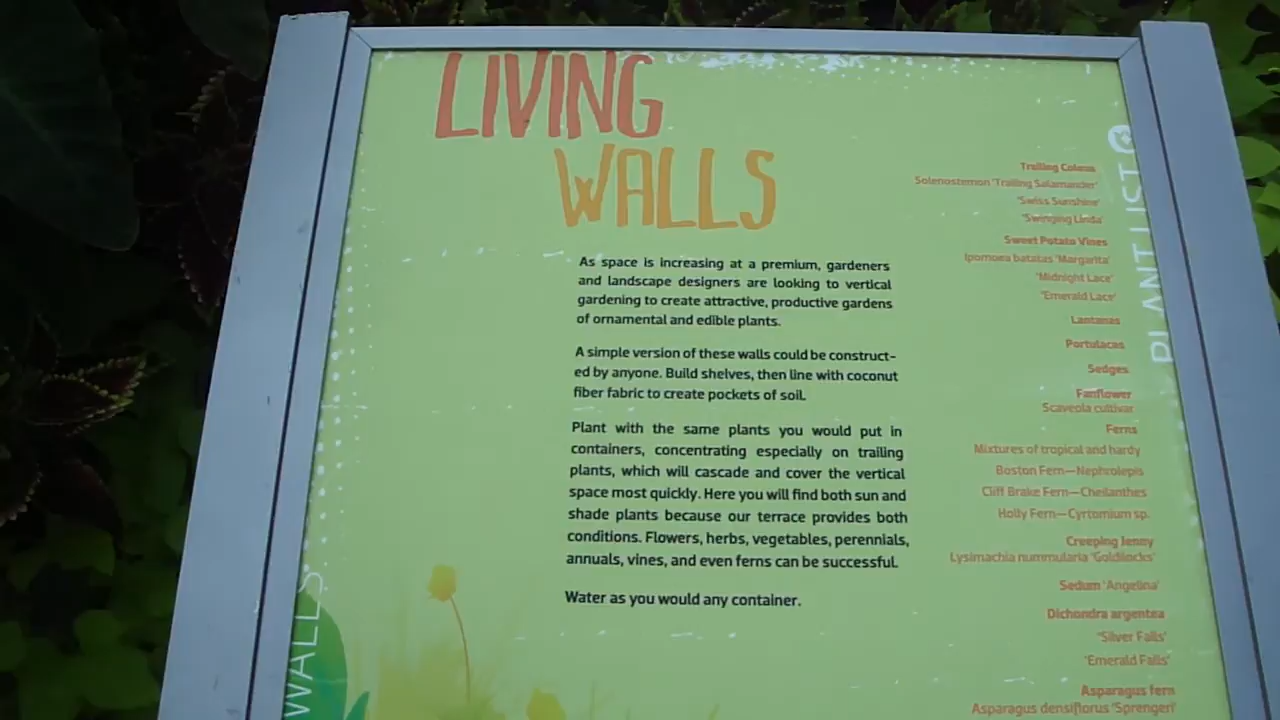 LIVING
WALLS
As space is increasing at a premium, gardeners
and landscape designers are looking to vertical
gardening to create attractive, productive gardens
of ornamental and edible plants.
A simple version of these walls could be construct-
ed by anyone. Build shelves, then line with coconut
fiber fabric to create pockets of soil.
Plant with the same plants you would put in
containers, concentrating especially on trailing
plants, which will cascade and cover the vertical
space most quickly. Here you will find both sun and
shade plants because our terrace provides both
conditions. Flowers, herbs, vegetables, perennials,
annuals, vines, and even ferns can be successful.
Water as you would any container.
PLANT LIST
Trailing Coleus
Solenostemon 'Trailing Salamander'
'Swiss Sunshine'
'Swinging Linda'
Sweet Potato Vines
Ipomoea batatas 'Margarita'
'Midnight Lace'
'Emerald Lace'
Lantanas
Portulacas
Sedges
Fanflower
Scaveola cultivar
Ferns
Mixtures of tropical and hardy
Boston Fern—Nephrolepis
Cliff Brake Fern—Cheilanthes
Holly Fern—Cyrtomium sp.
Creeping Jenny
Lysimachia nummularia 'Goldilocks'
Sedum 'Angelina'
Dichondra argentea
'Silver Falls'
'Emerald Falls'
Asparagus fern
Asparagus densiflorus 'Sprengeri'
WALLS